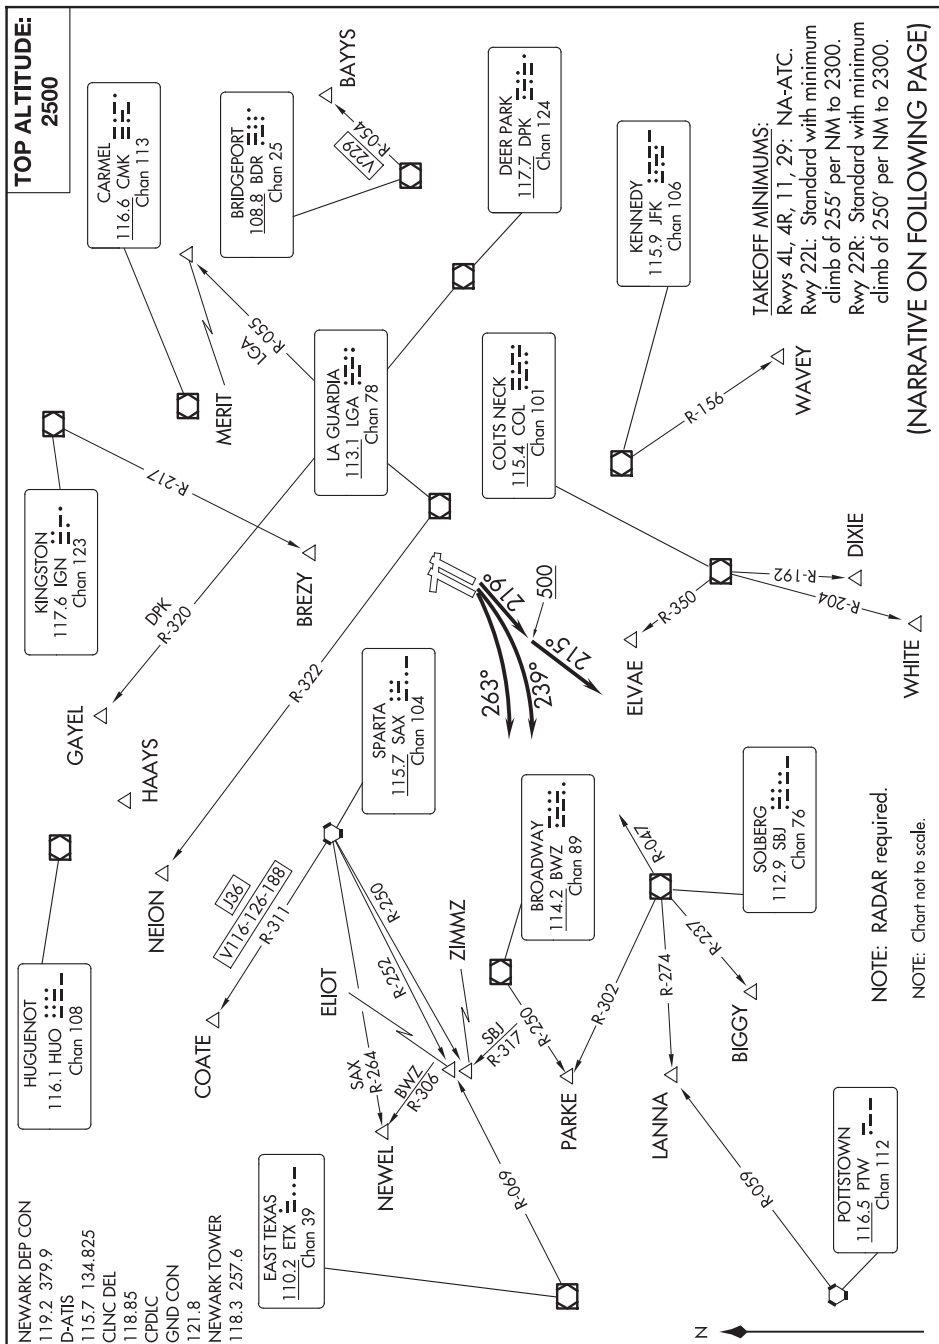 TOP ALTITUDE:
2500
NEWARK DEP CON
119.2 379.9
D-ATIS
115.7 134.825
CLNC DEL
118.85
CPDLC
GND CON
121.8
NEWARK TOWER
118.3 257.6
HUGUENOT
116.1 HUO
Chan 108
KINGSTON
117.6 IGN
Chan 123
CARMEL
116.6 CMK
Chan 113
BRIDGEPORT
108.8 BDR
Chan 25
BAYYS
V229
R-054
DEER PARK
117.7 DPK
Chan 124
LA GUARDIA
113.1 LGA
Chan 78
LGA
R-055
MERIT
R-217
BREZY
DPK
R-320
GAYEL
HAAYS
NEION
R-322
SPARTA
115.7 SAX
Chan 104
J36
V116-126-188
R-311
COATE
ELIOT
R-250
R-252
ZIMMZ
SAX
R-264
BWZ
R-306
SBJ
R-317
NEWEL
EAST TEXAS
110.2 ETX
Chan 39
R-069
BROADWAY
114.2 BWZ
Chan 89
R-250
PARKE
R-302
R-047
R-274
R-237
LANNA
BIGGY
SOLBERG
112.9 SBJ
Chan 76
R-059
POTTSTOWN
116.5 PTW
Chan 112
219°
500
215°
263°
239°
COLTS NECK
115.4 COL
Chan 101
ELVAE
R-350
R-192
DIXIE
R-204
WHITE
KENNEDY
115.9 JFK
Chan 106
R-156
WAVEY
TAKEOFF MINIMUMS:
Rwys 4L, 4R, 11, 29: NA-ATC.
Rwy 22L: Standard with minimum
climb of 255' per NM to 2300.
Rwy 22R: Standard with minimum
climb of 250' per NM to 2300.
NOTE: RADAR required.
NOTE: Chart not to scale.
(NARRATIVE ON FOLLOWING PAGE)
N